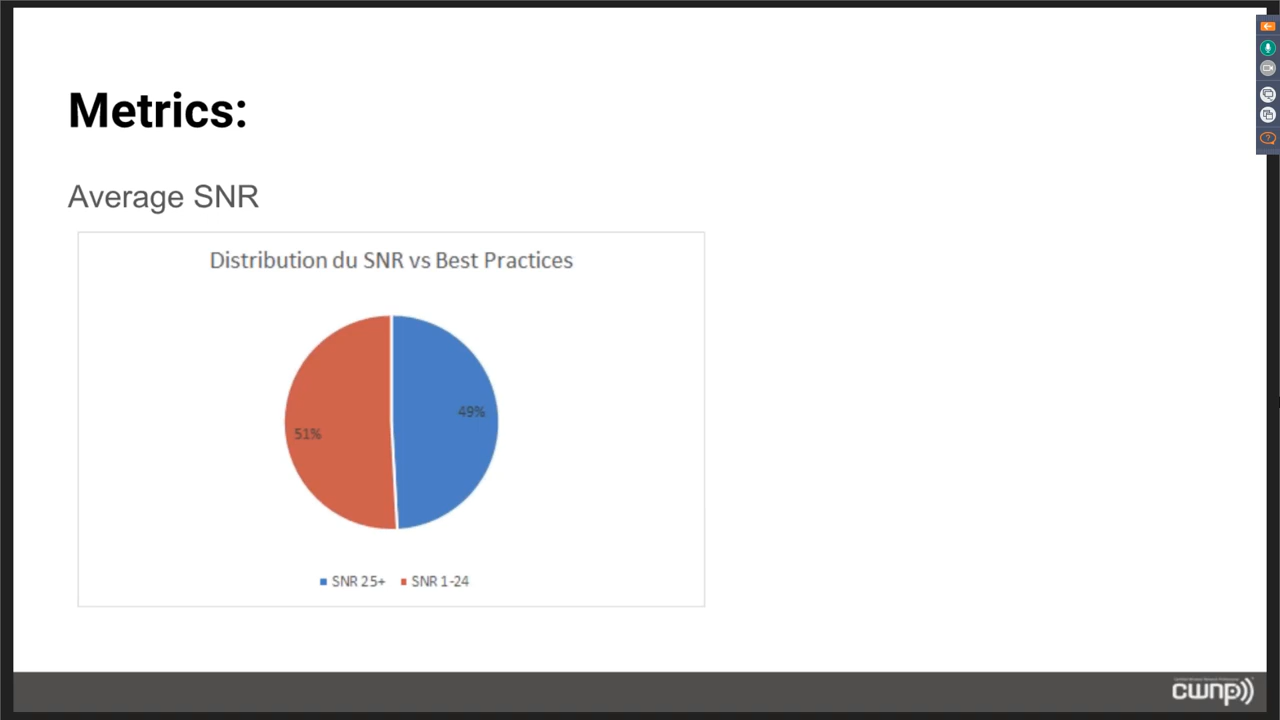 Metrics:
Average SNR
Distribution du SNR vs Best Practices
49%
51%
SNR 25+ SNR 1-24
cwnp